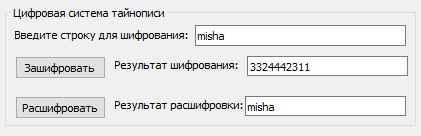 Цифровая система тайнописи
Введите строку для шифрования: misha
Зашифровать Результат шифрования: 3324442311
Расшифровать Результат расшифровки: misha